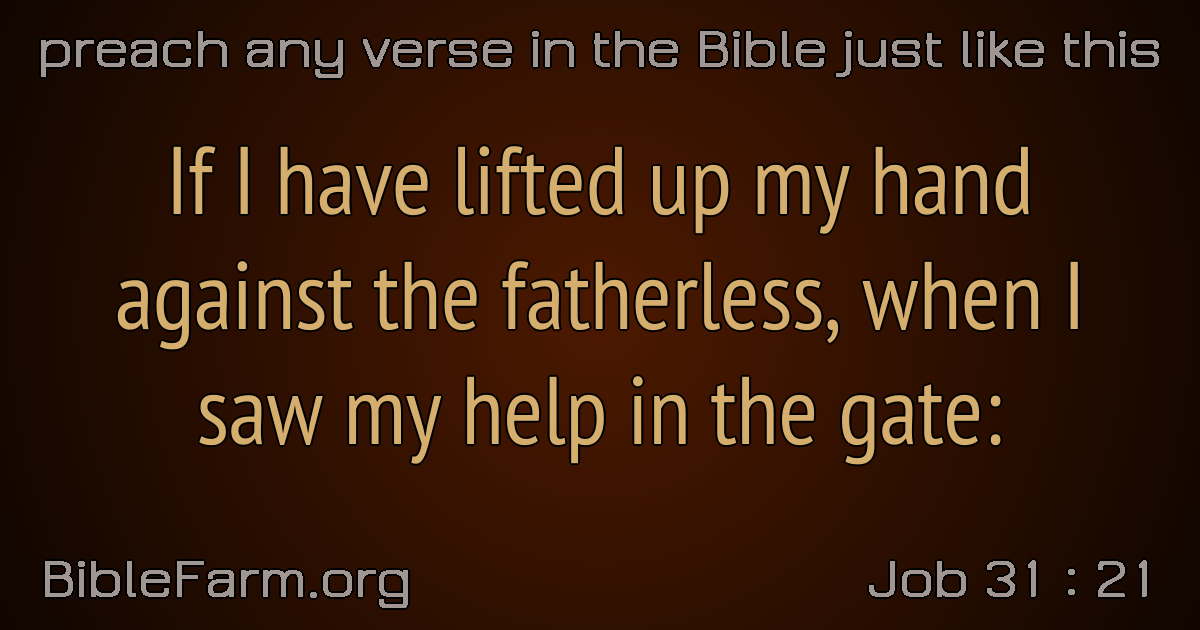 preach any verse in the Bible just like this
If I have lifted up my hand
against the fatherless, when I
saw my help in the gate:
BibleFarm.org
Job 31 : 21